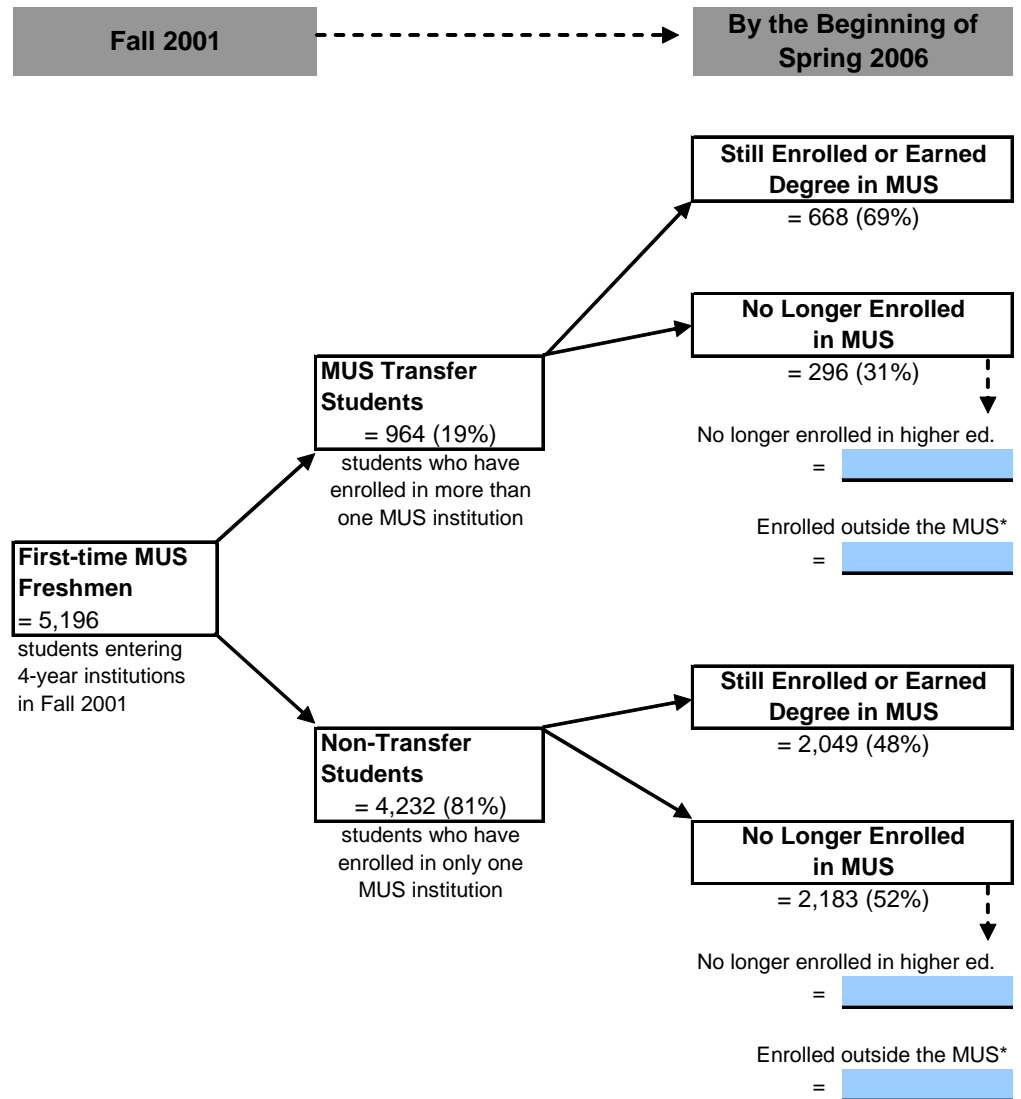 Fall 2001
By the Beginning of
Spring 2006
Still Enrolled or Earned
Degree in MUS
= 668 (69%)
No Longer Enrolled
in MUS
= 296 (31%)
No longer enrolled in higher ed.
=
Enrolled outside the MUS*
=
MUS Transfer
Students
= 964 (19%)
students who have
enrolled in more than
one MUS institution
First-time MUS
Freshmen
= 5,196
students entering
4-year institutions
in Fall 2001
Non-Transfer
Students
= 4,232 (81%)
students who have
enrolled in only one
MUS institution
Still Enrolled or Earned
Degree in MUS
= 2,049 (48%)
No Longer Enrolled
in MUS
= 2,183 (52%)
No longer enrolled in higher ed.
=
Enrolled outside the MUS*
=